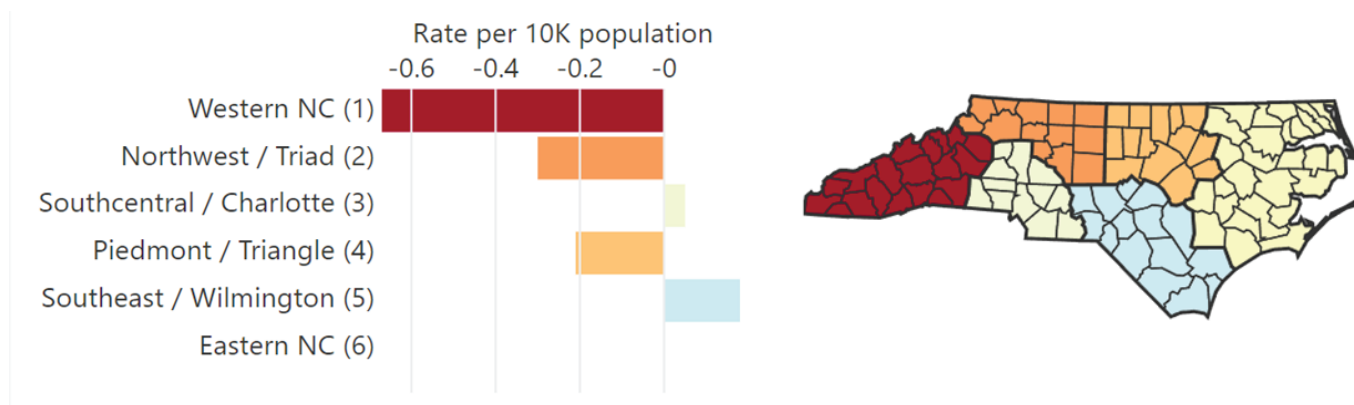 Rate per 10K population
-0.6 -0.4 -0.2 -0
Western NC (1)
Northwest / Triad (2)
Southcentral / Charlotte (3)
Piedmont / Triangle (4)
Southeast / Wilmington (5)
Eastern NC (6)